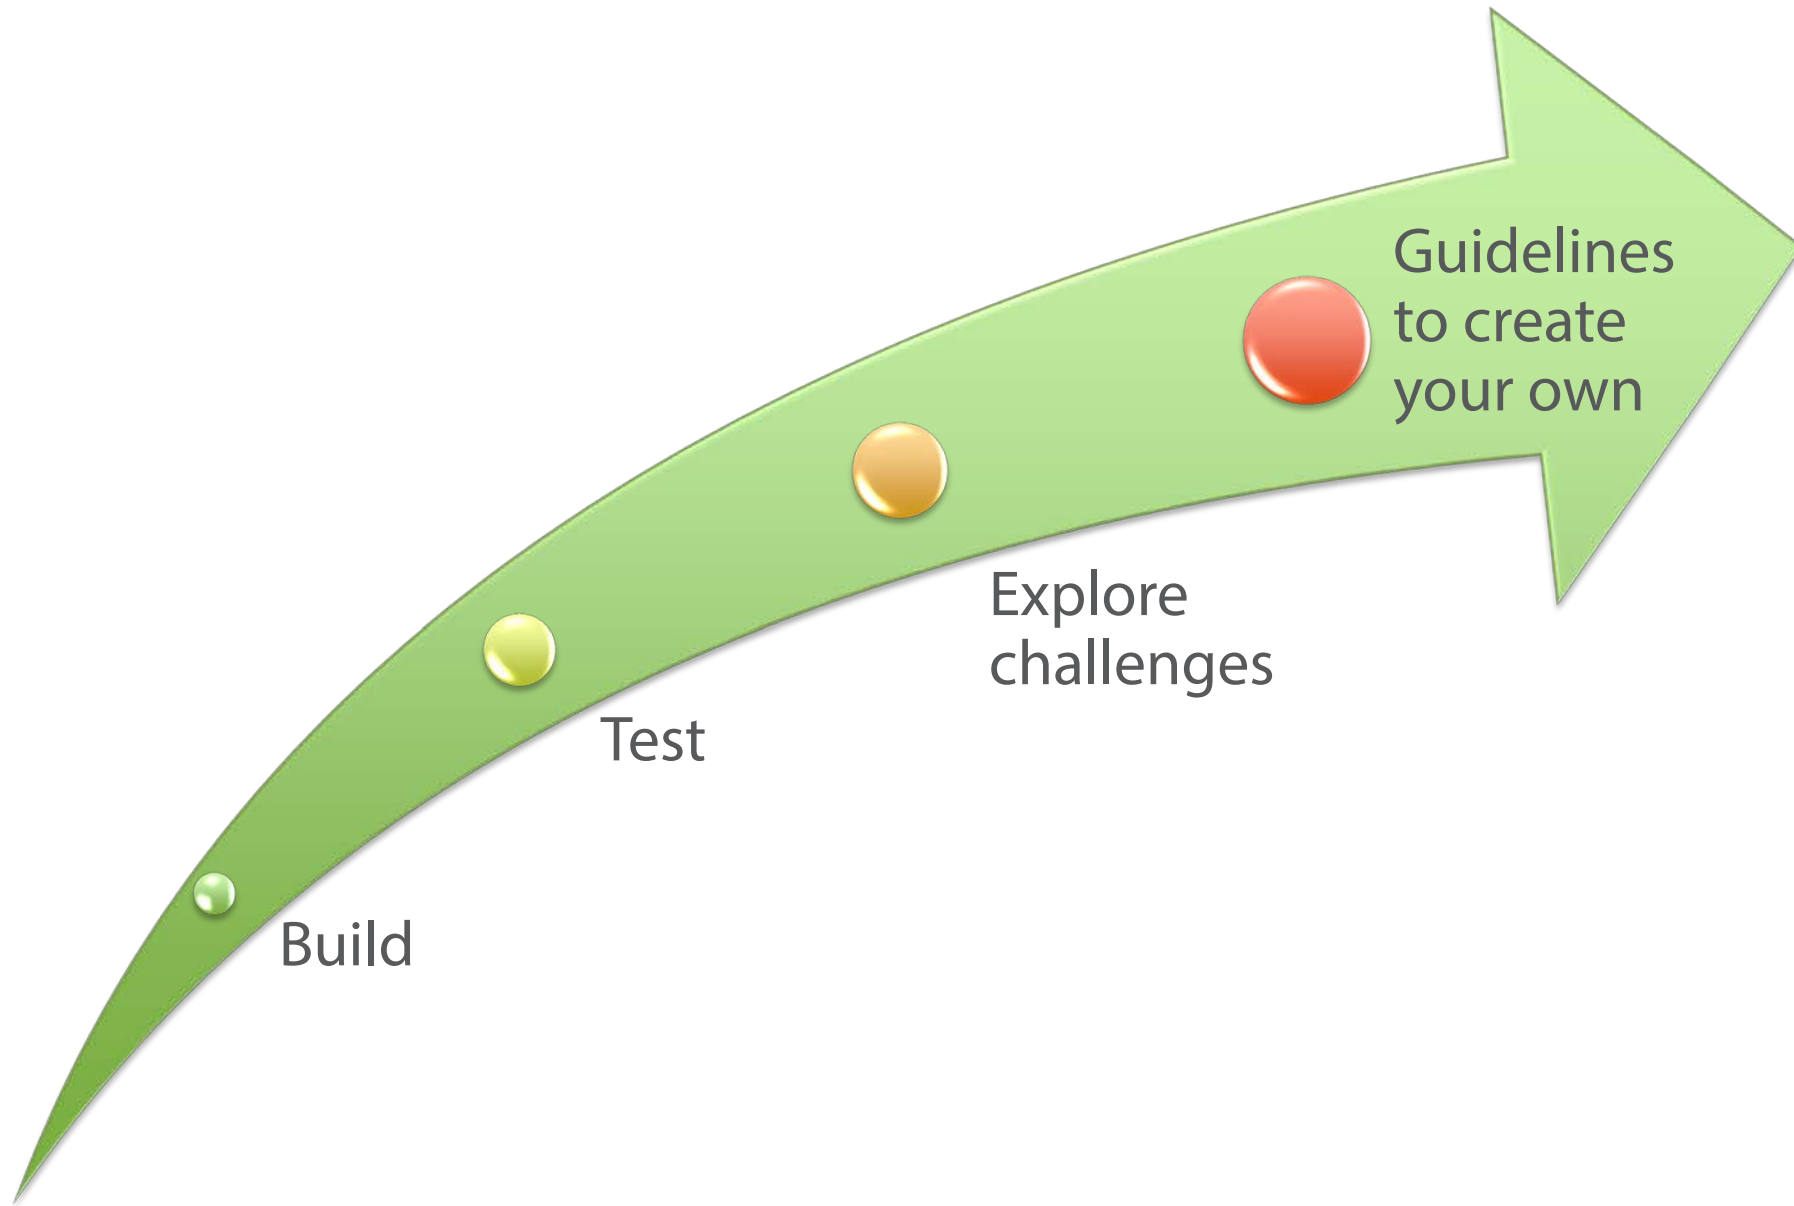 Guidelines
to create
your own
Explore
challenges
Test
Build